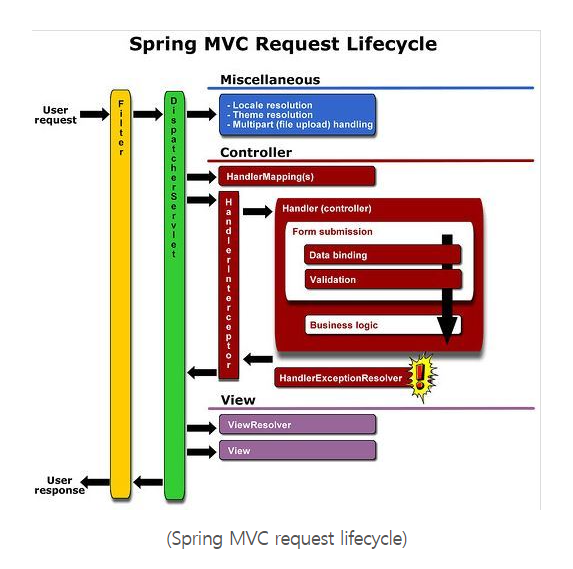 Spring MVC Request Lifecycle
Miscellaneous
User
request
Filter
DispatcherServlet
- Locale resolution
- Theme resolution
- Multipart (file upload) handling
Controller
HandlerMapping(s)
HandlerInterceptor
Handler (controller)
Form submission
Data binding
Validation
Business logic
HandlerExceptionResolver
!
View
ViewResolver
View
User
response
(Spring MVC request lifecycle)